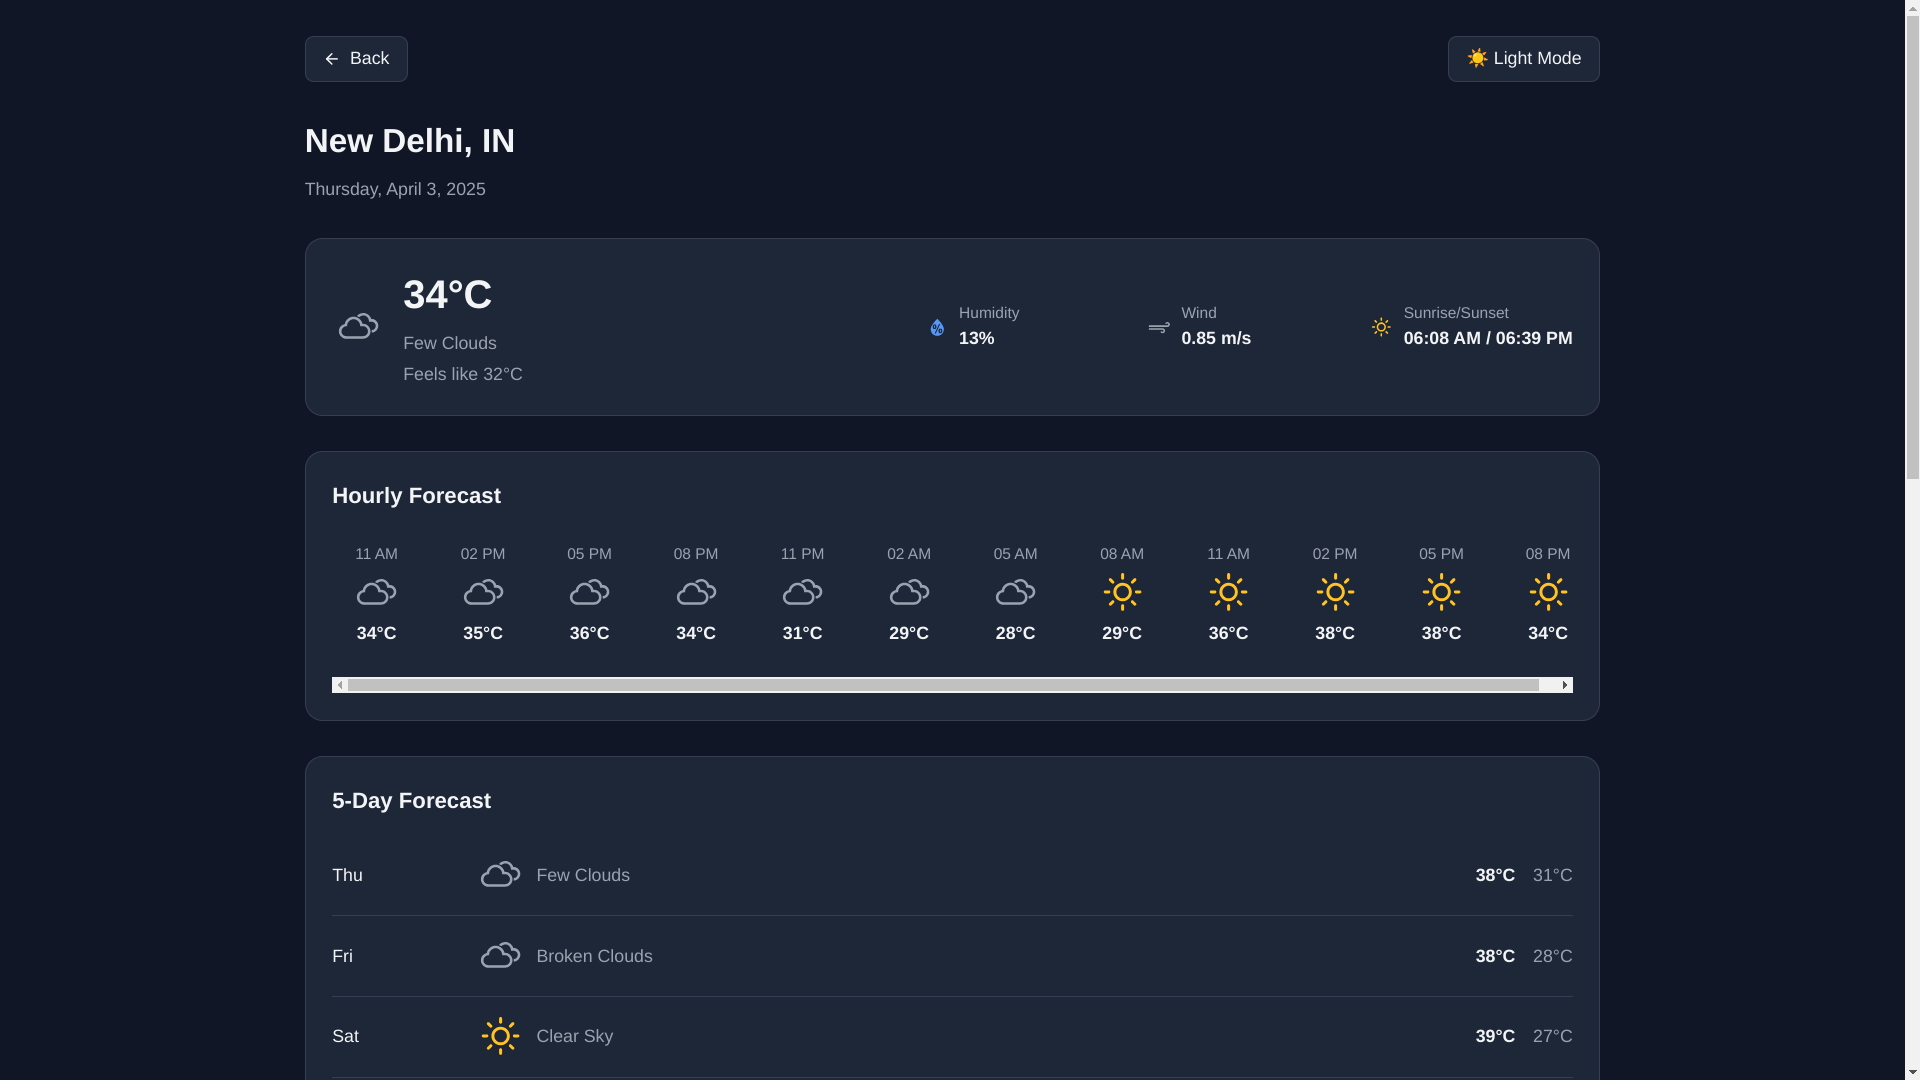 Back
☀️ Light Mode
New Delhi, IN
Thursday, April 3, 2025
34°C
Few Clouds
Feels like 32°C
Humidity
13%
Wind
0.85 m/s
Sunrise/Sunset
06:08 AM / 06:39 PM
Hourly Forecast
11 AM 02 PM 05 PM 08 PM 11 PM 02 AM 05 AM 08 AM 11 AM 02 PM 05 PM 08 PM
34°C 35°C 36°C 34°C 31°C 29°C 28°C 29°C 36°C 38°C 38°C 34°C
5-Day Forecast
Thu Few Clouds 38°C 31°C
Fri Broken Clouds 38°C 28°C
Sat Clear Sky 39°C 27°C